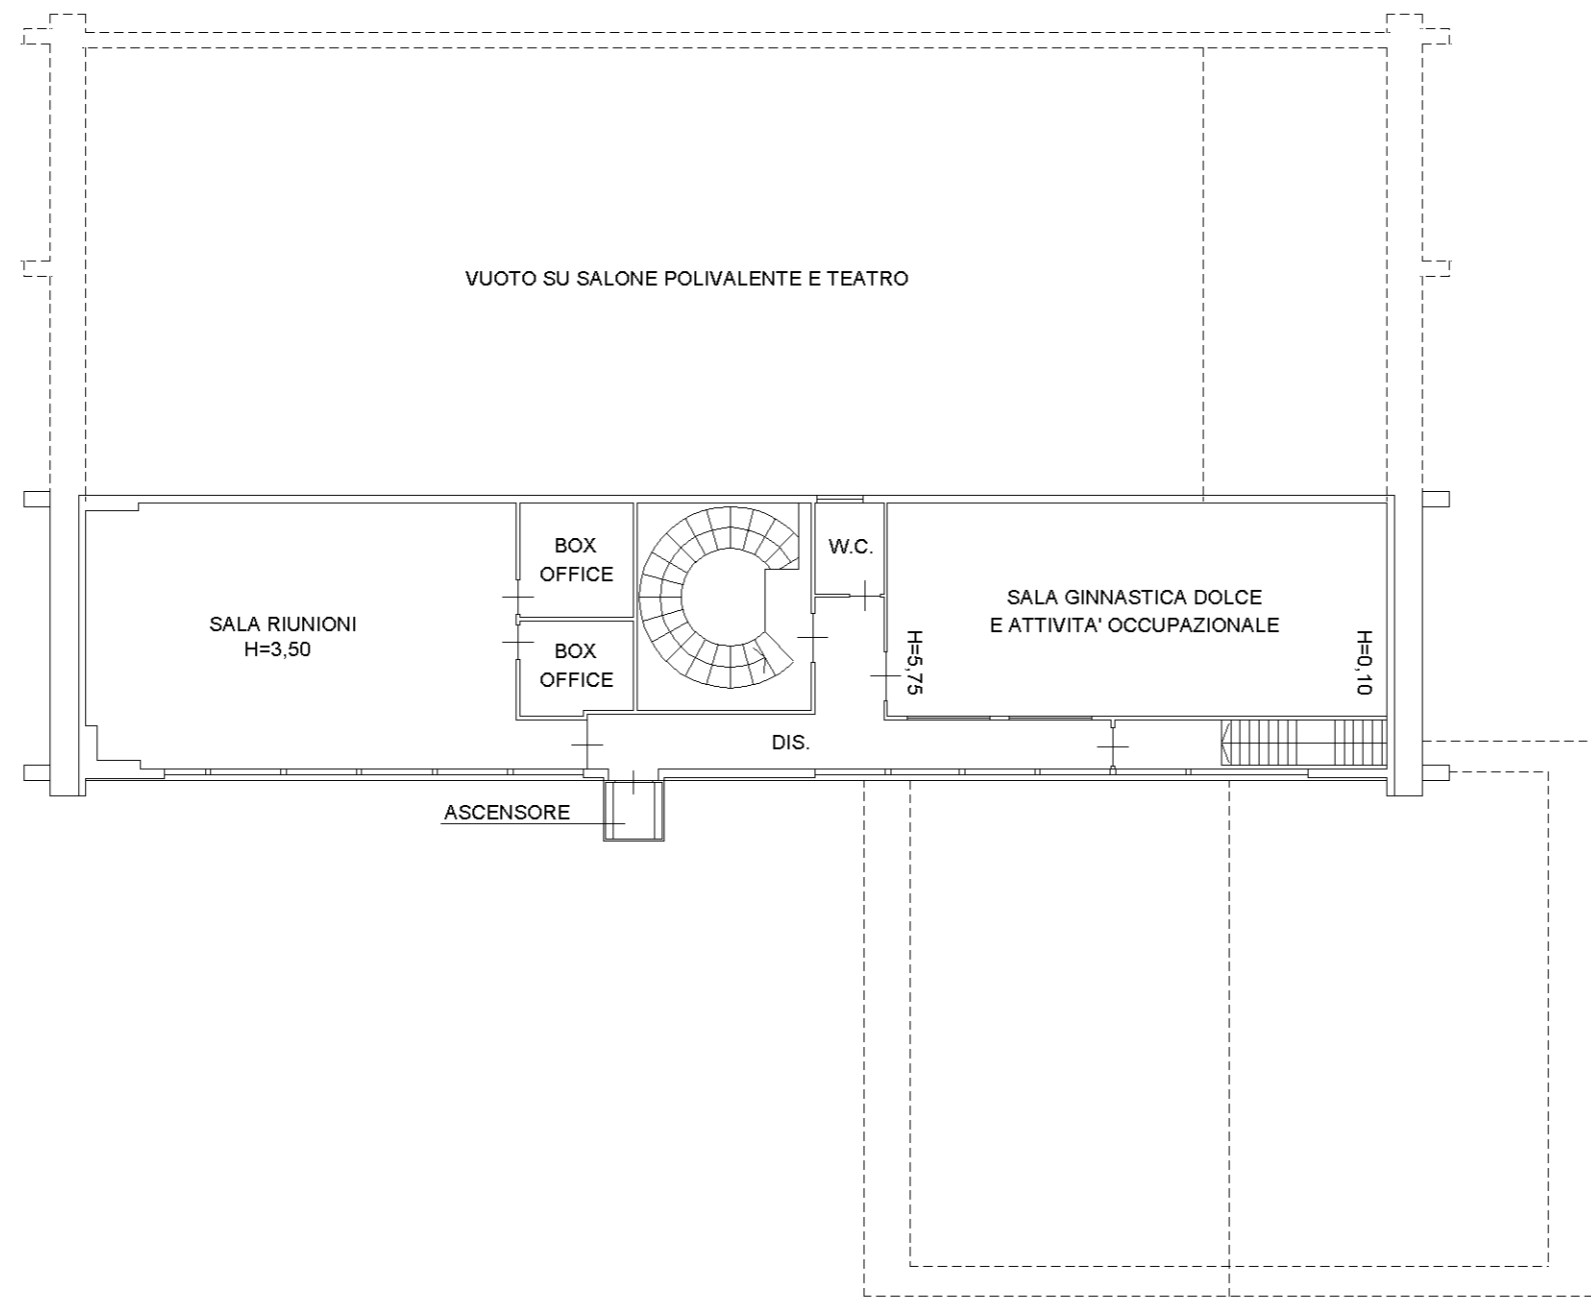 VUOTO SU SALONE POLIVALENTE E TEATRO
BOX
OFFICE
W.C.
SALA RIUNIONI
H=3,50
SALA GINNASTICA DOLCE
E ATTIVITA' OCCUPAZIONALE
H=5,75
H=0,10
BOX
OFFICE
DIS.
ASCENSORE